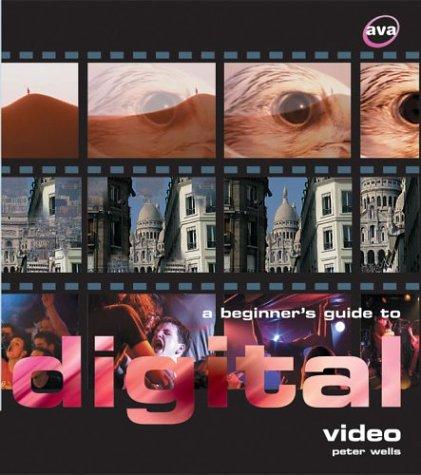 ava
a beginner's guide to
digital
video
peter wells